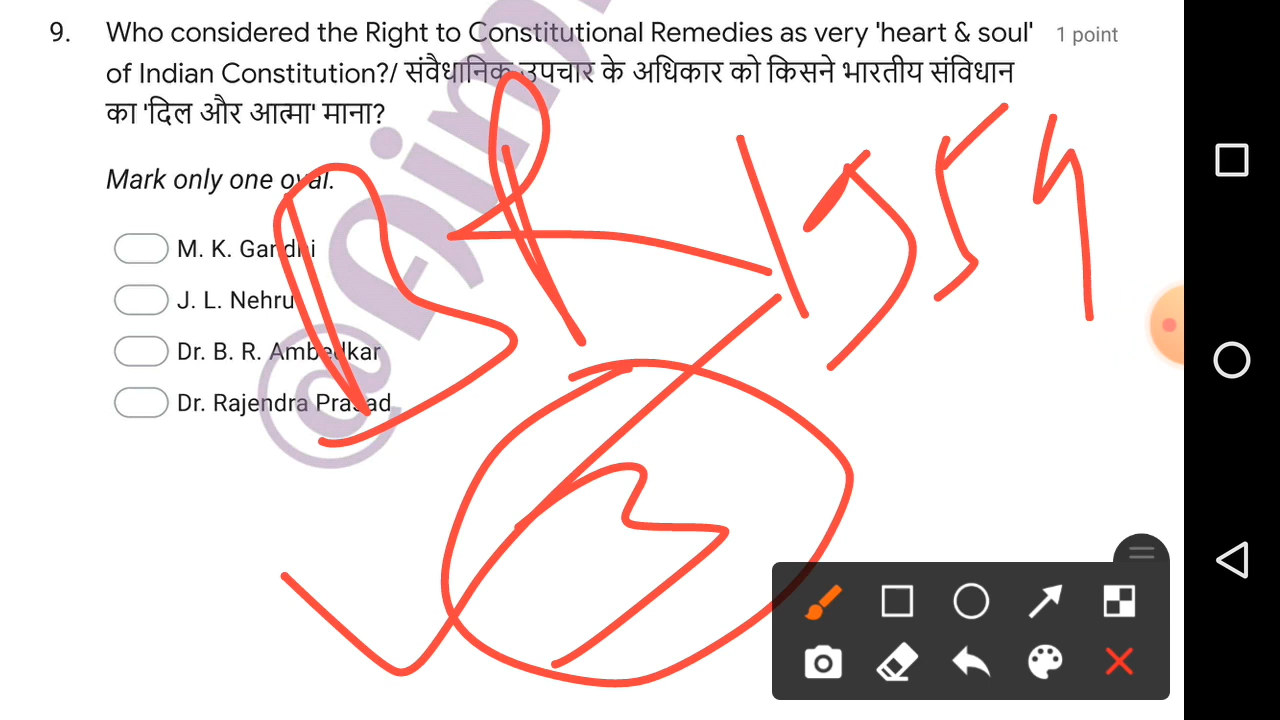 9. Who considered the Right to Constitutional Remedies as very 'heart & soul' 1 point
of Indian Constitution?/ संवैधानिक उपचार के अधिकार को किसने भारतीय संविधान
का 'दिल और आत्मा' माना?
Mark only one oval.
M. K. Gandhi
J. L. Nehru
Dr. B. R. Ambedkar
Dr. Rajendra Prasad